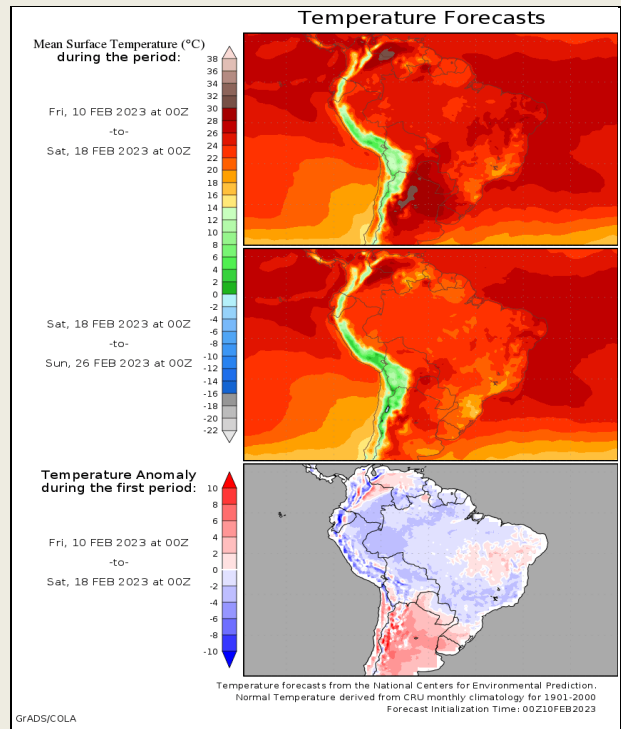 Temperature Forecasts
Mean Surface Temperature (°C)
during the period:
38
36
34
32
30
28
26
24
22
20
18
16
14
12
10
8
6
4
2
0
-2
-4
-6
-8
-10
-12
-14
-16
-18
-20
-22
Fri, 10 FEB 2023 at 00Z
-to-
Sat, 18 FEB 2023 at 00Z
Sat, 18 FEB 2023 at 00Z
-to-
Sun, 26 FEB 2023 at 00Z
Temperature Anomaly
during the first period:
10
8
6
4
2
0
-2
-4
-6
-8
-10
Fri, 10 FEB 2023 at 00Z
-to-
Sat, 18 FEB 2023 at 00Z
Temperature forecasts from the National Centers for Environmental Prediction.
Normal Temperature derived from CRU monthly climatology for 1901-2000
Forecast Initialization Time: 00Z10FEB2023
GrADS/COLA